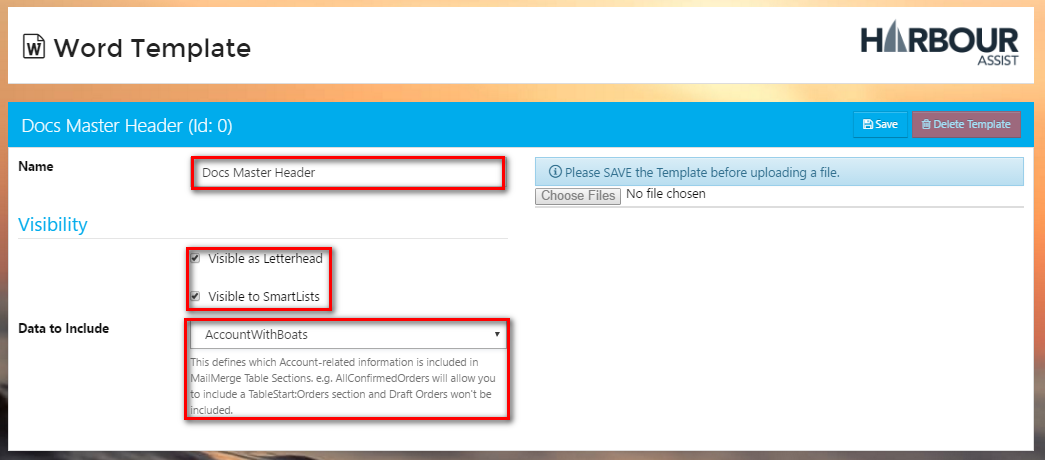 Word Template
HARBOUR
ASSIST
Docs Master Header (Id: 0)
Save
Delete Template
Name
Docs Master Header
Please SAVE the Template before uploading a file.
Choose Files No file chosen
Visibility
Visible as Letterhead
Visible to SmartLists
Data to Include
AccountWithBoats
This defines which Account-related information is included in
MailMerge Table Sections. e.g. AllConfirmedOrders will allow you
to include a TableStart:Orders section and Draft Orders won't be
included.